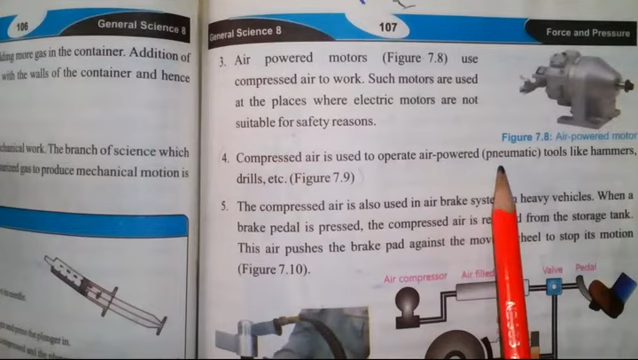 106
General Science 8
ding more gas in the container. Addition of
with the walls of the container and hence
chanical work. The branch of science which
gas to produce mechanical motion is
General Science 8
107
Force and Pressure
3. Air powered motors (Figure 7.8) use
compressed air to work. Such motors are used
at the places where electric motors are not
suitable for safety reasons.
Figure 7.8: Air-powered motor
4. Compressed air is used to operate air-powered (pneumatic) tools like hammers,
drills, etc. (Figure 7.9)
5. The compressed air is also used in air brake syste heavy vehicles. When a
brake pedal is pressed, the compressed air is re d from the storage tank.
This air pushes the brake pad against the movi heel to stop its motion
(Figure 7.10).
Air compressor
Air filled
Valve
Pedal